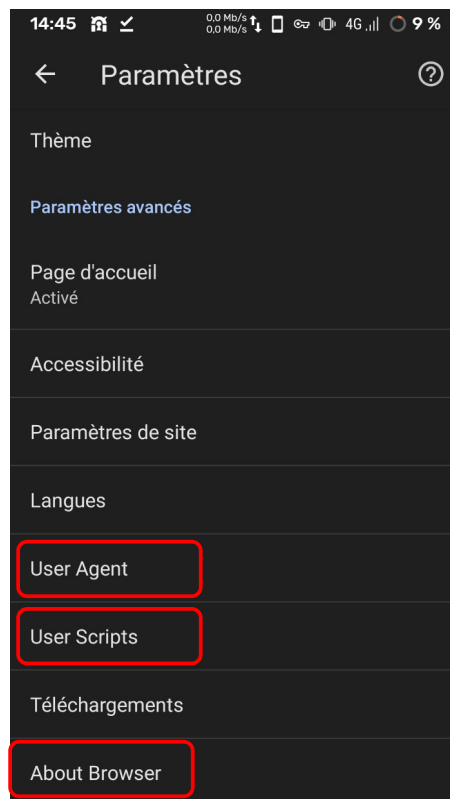 14:45 0,0 Mb/s 4G 9 %
0,0 Mb/s
Paramètres
Thème
Paramètres avancés
Page d'accueil
Activé
Accessibilité
Paramètres de site
Langues
User Agent
User Scripts
Téléchargements
About Browser